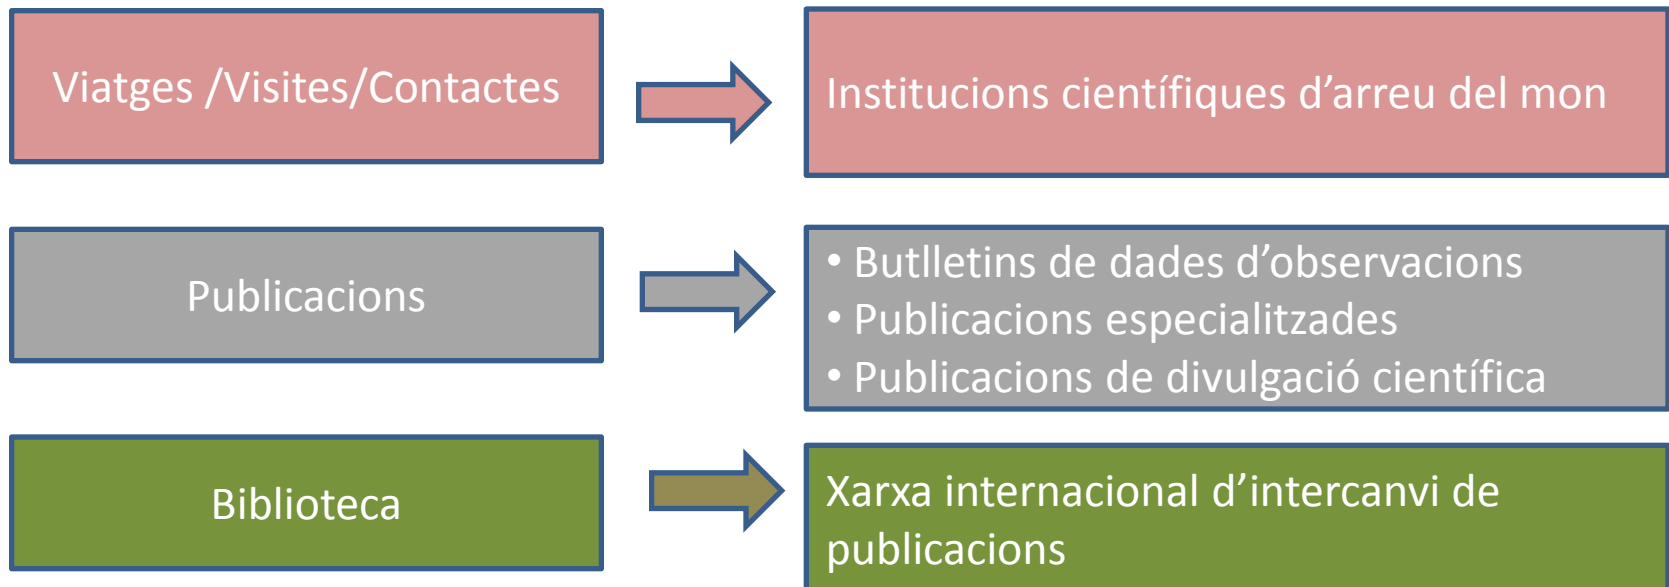 Viatges /Visites/Contactes
Institucions científiques d’arreu del mon
Publicacions
• Butlletins de dades d’observacions
• Publicacions especialitzades
• Publicacions de divulgació científica
Biblioteca
Xarxa internacional d’intercanvi de
publicacions